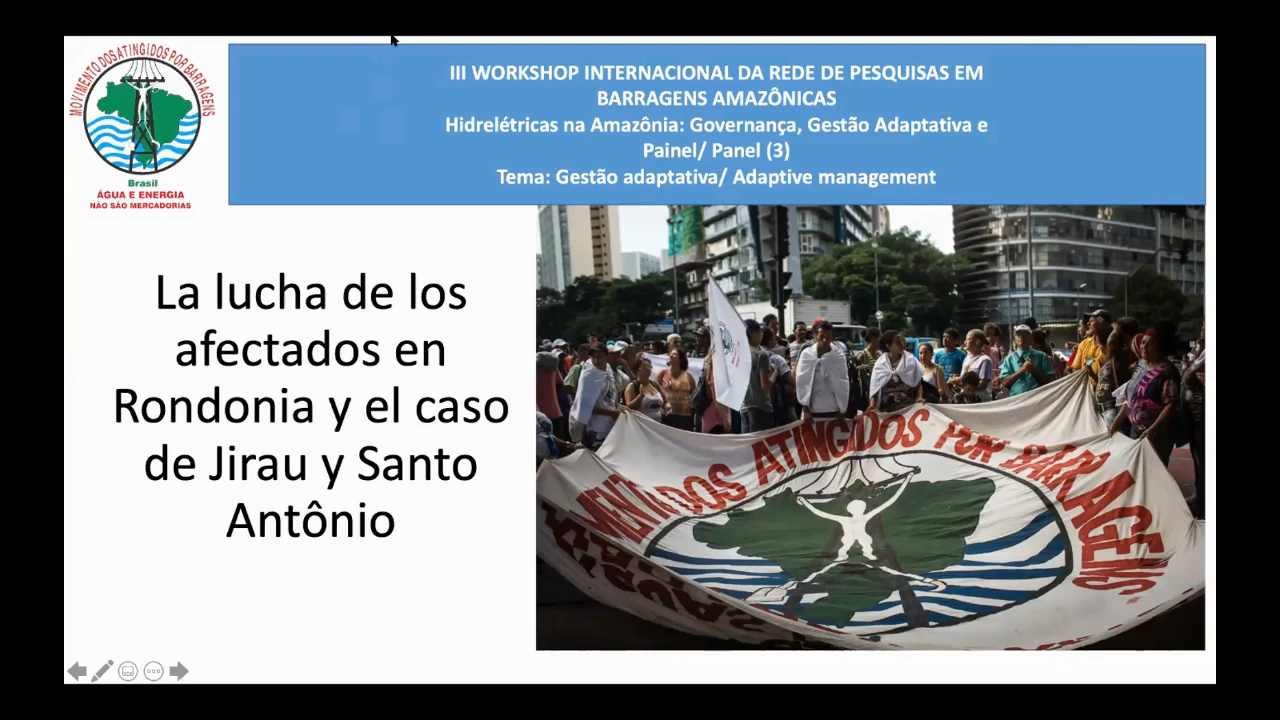 MOVIMENTO DOS ATINGIDOS POR BARRAGENS
Brasil
ÁGUA E ENERGIA
NÃO SÃO MERCADORIAS
III WORKSHOP INTERNACIONAL DA REDE DE PESQUISAS EM
BARRAGENS AMAZÔNICAS
Hidrelétricas na Amazônia: Governança, Gestão Adaptativa e
Painel/ Panel (3)
Tema: Gestão adaptativa/ Adaptive management
La lucha de los
afectados en
Rondonia y el caso
de Jirau y Santo
Antônio
MENTO DOS ATINGIDOS POR BARRAGENS